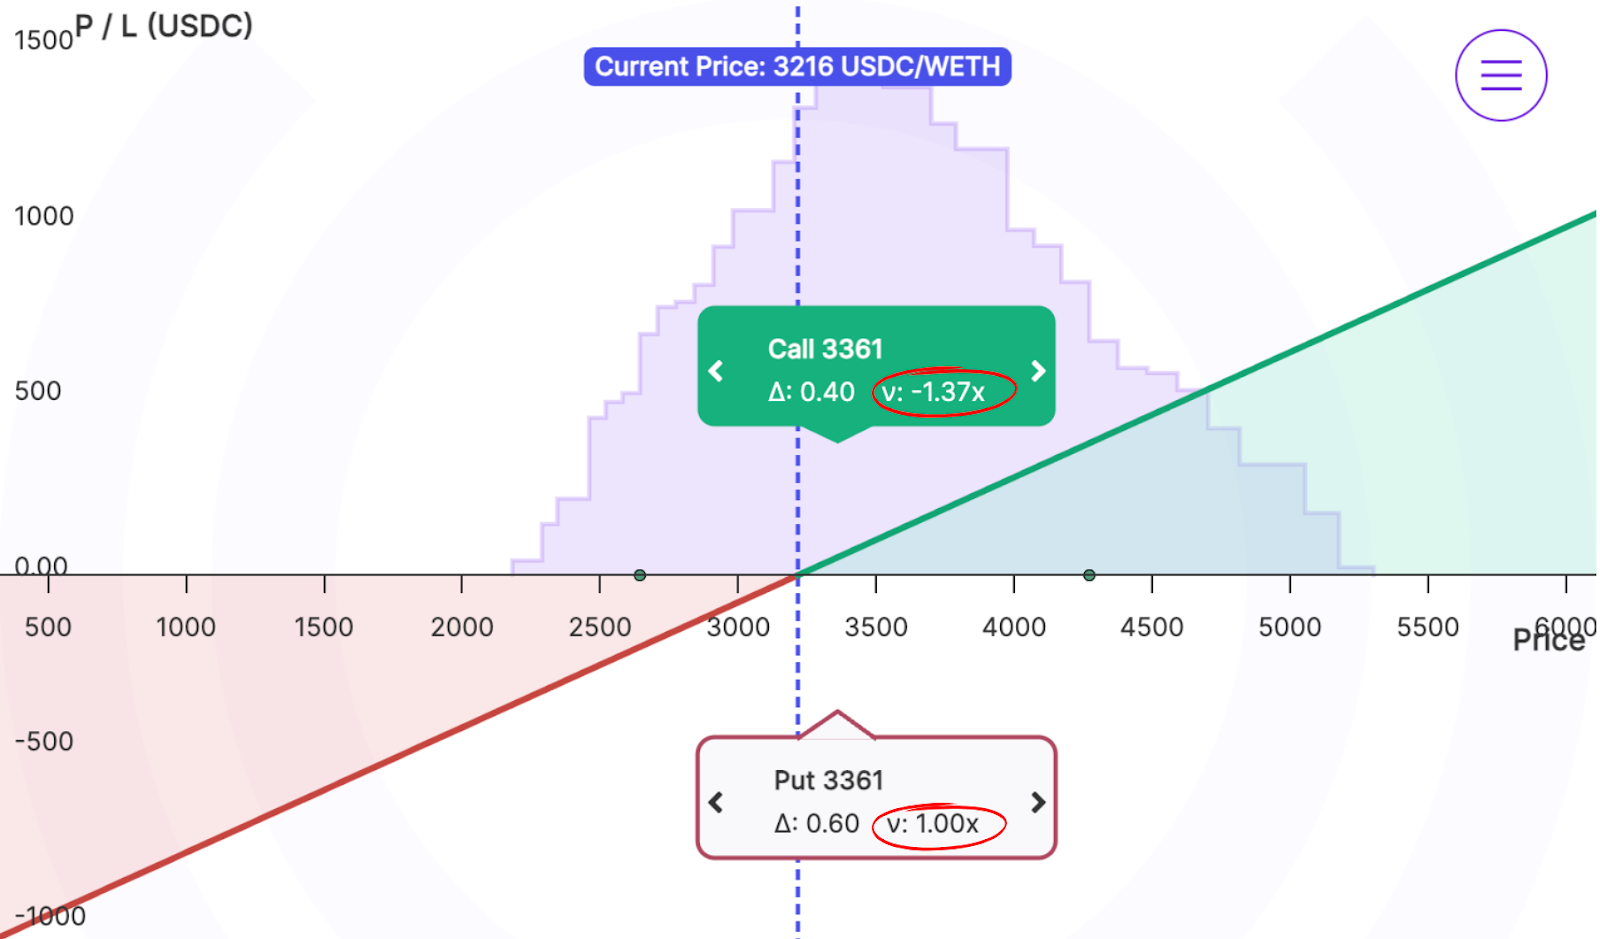 P / L (USDC)
1500
Current Price: 3216 USDC/WETH
1000
Call 3361
Δ: 0.40 ν: -1.37x
500
0.00
500 1000 1500 2000 2500 3000 3500 4000 4500 5000 5500 6000
Price
-500
Put 3361
Δ: 0.60 ν: 1.00x
-1000